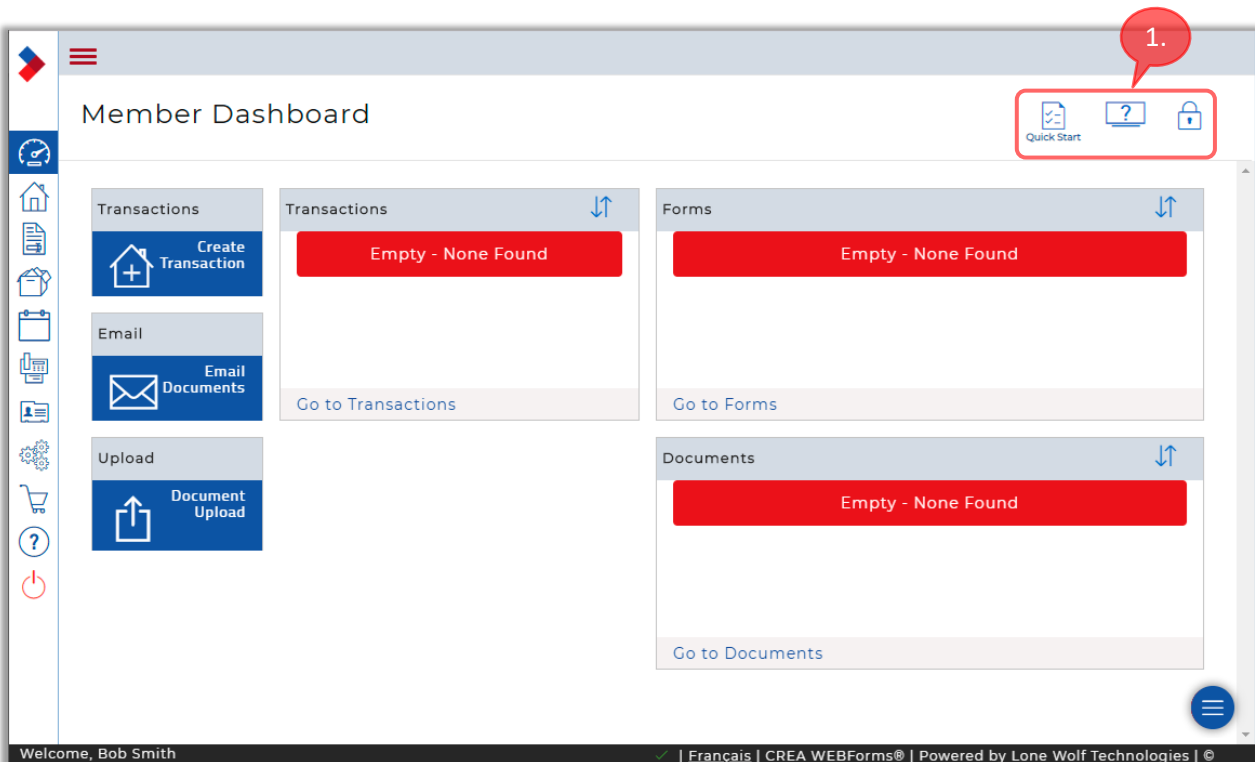 1.
Member Dashboard
?
Quick Start
Transactions
Create
Transaction
Transactions
Empty - None Found
Go to Transactions
Forms
Empty - None Found
Go to Forms
Email
Email
Documents
Upload
Document
Upload
Documents
Empty - None Found
Go to Documents
?
Welcome, Bob Smith
| Français | CREA WEBForms® | Powered by Lone Wolf Technologies | ©